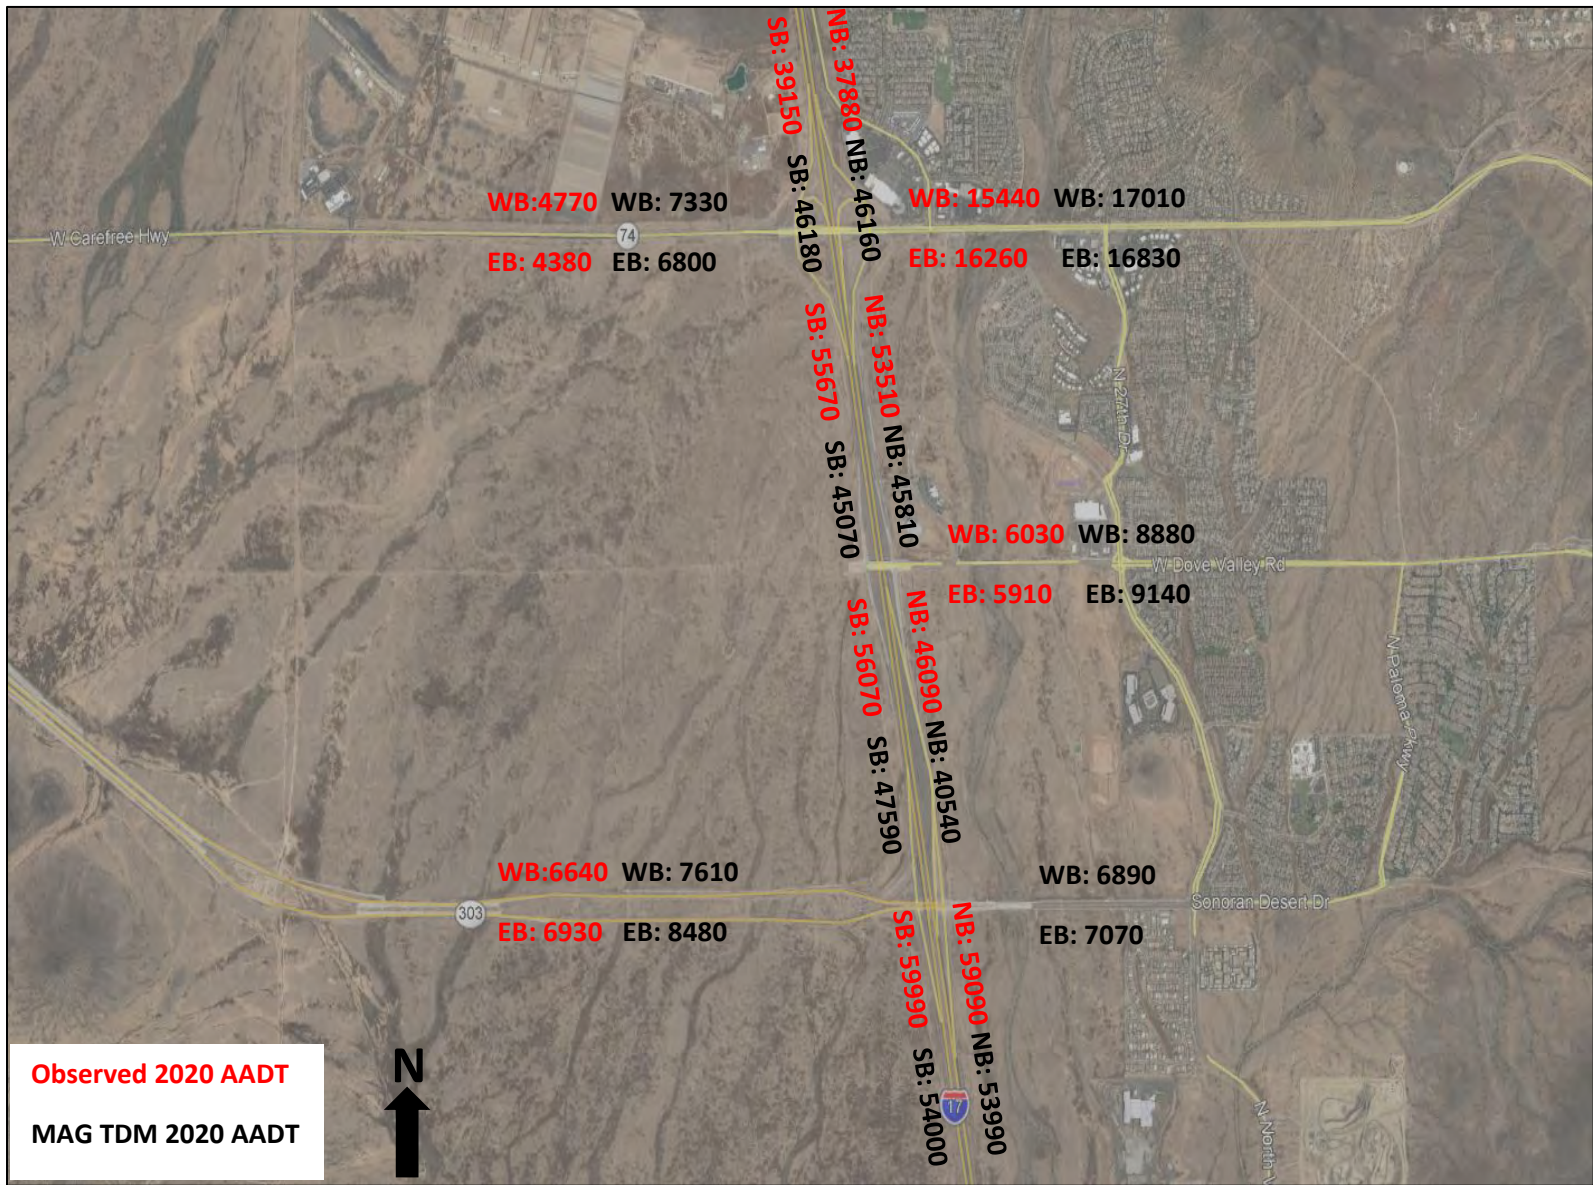 SB: 39150
NB: 37880
SB: 46180
NB: 46160
WB:4770 WB: 7330
WB: 15440 WB: 17010
W Carefree Hwy
74
EB: 4380 EB: 6800
EB: 16260 EB: 16830
SB: 55670
NB: 53510
SB: 45070
NB: 45810
N 27th Dr
WB: 6030 WB: 8880
W Dove Valley Rd
EB: 5910 EB: 9140
SB: 56070
NB: 46090
SB: 47590
NB: 40540
N Paloma Pkwy
WB:6640 WB: 7610
WB: 6890
303
Sonoran Desert Dr
EB: 6930 EB: 8480
EB: 7070
SB: 59990
NB: 59090
SB: 54000
NB: 53990
17
N North
Observed 2020 AADT
MAG TDM 2020 AADT
N